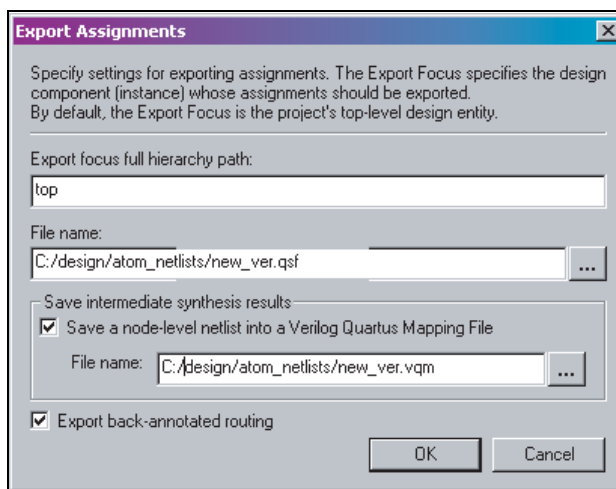 Export Assignments
Specify settings for exporting assignments. The Export Focus specifies the design
component (instance) whose assignments should be exported.
By default, the Export Focus is the project's top-level design entity.
Export focus full hierarchy path:
top
File name:
C:/design/atom_netlists/new_ver.qsf
...
Save intermediate synthesis results
Save a node-level netlist into a Verilog Quartus Mapping File
File name: C:/design/atom_netlists/new_ver.vqm ...
Export back-annotated routing
OK Cancel